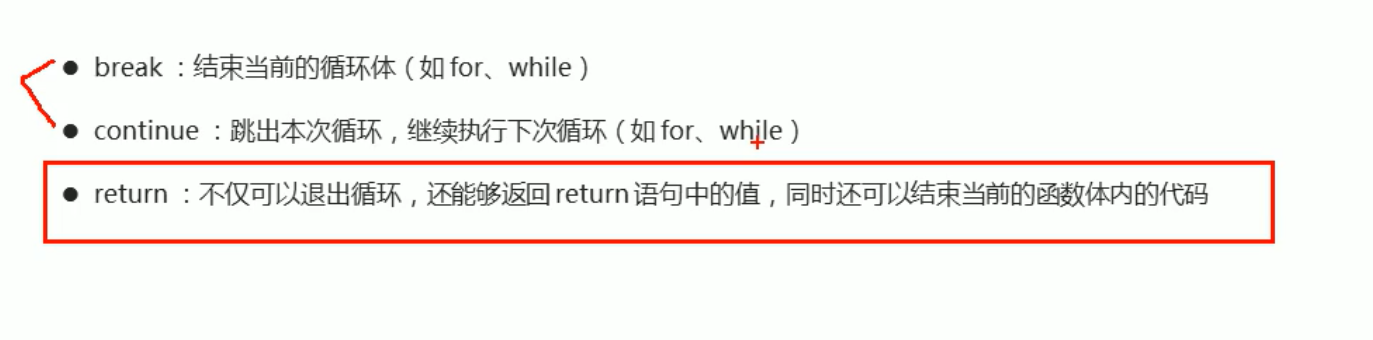 ● break ：结束当前的循环体（如 for、while）
● continue ：跳出本次循环，继续执行下次循环（如 for、while）
● return ：不仅可以退出循环，还能够返回 return 语句中的值，同时还可以结束当前的函数体内的代码